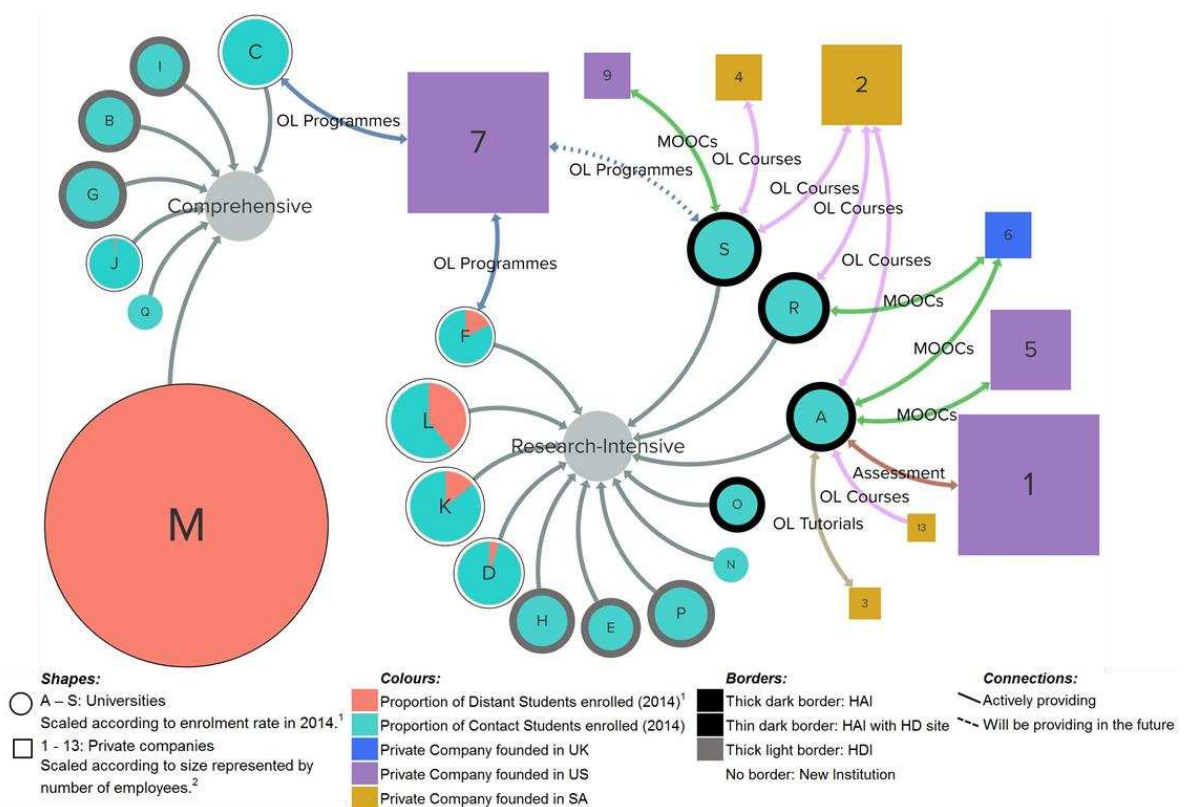 C
I
9
4
2
B
OL Programmes
7
MOOCs
OL Courses
OL Programmes
G
OL Courses
Comprehensive
OL Courses
6
S
J
OL Programmes
OL Courses
MOOCs
R
Q
F
MOOCs
5
L
A
MOOCs
Research-Intensive
Assessment
1
K
O
OL Courses
M
OL Tutorials
13
N
D
3
H
E
P
Shapes:
A – S: Universities
Scaled according to enrolment rate in 2014.1
1 - 13: Private companies
Scaled according to size represented by
number of employees.2
Colours:
Proportion of Distant Students enrolled (2014)1
Proportion of Contact Students enrolled (2014)
Private Company founded in UK
Private Company founded in US
Private Company founded in SA
Borders:
Thick dark border: HAI
Thin dark border: HAI with HD site
Thick light border: HDI
No border: New Institution
Connections:
Actively providing
Will be providing in the future